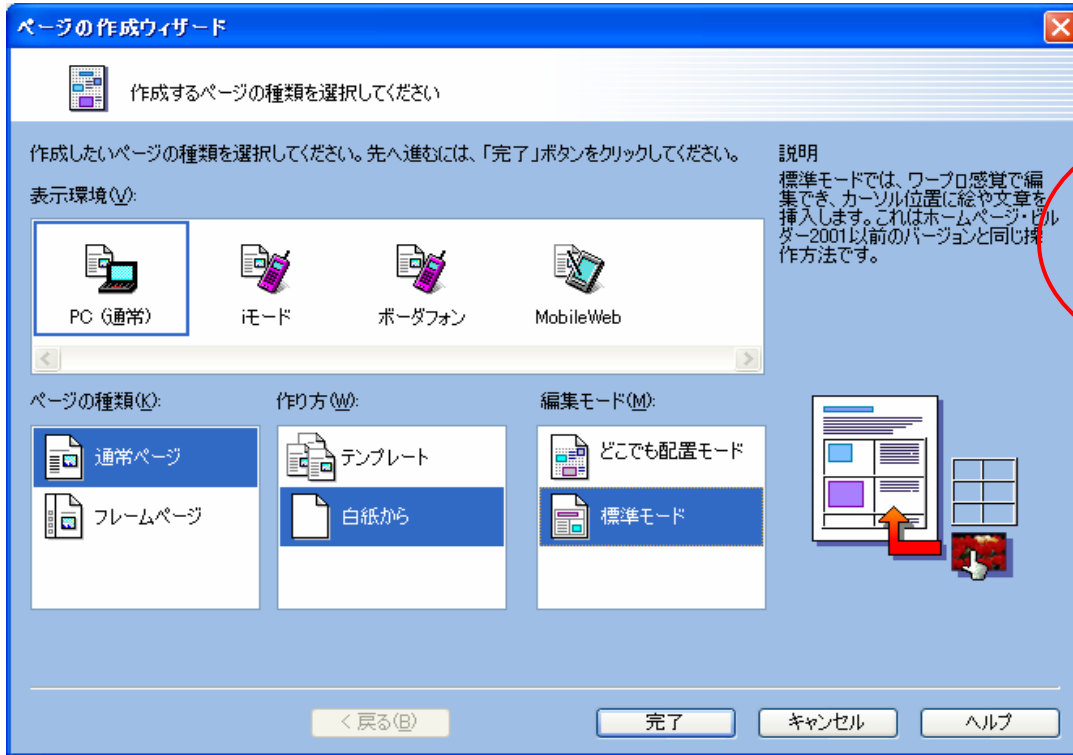 ページの作成ウィザード
作成するページの種類を選択してください
作成したいページの種類を選択してください。先へ進むには、「完了」ボタンをクリックしてください。
表示環境(V):
PC (通常)
iモード
ボーダフォン
MobileWeb
説明
標準モードでは、ワープロ感覚で編
集でき、カーソル位置に絵や文章を
挿入します。これはホームページ・ビル
ダー2001以前のバージョンと同じ操
作方法です。
ページの種類(K):
通常ページ
フレームページ
作り方(W):
テンプレート
白紙から
編集モード(M):
どこでも配置モード
標準モード
< 戻る(B)
完了
キャンセル
ヘルプ